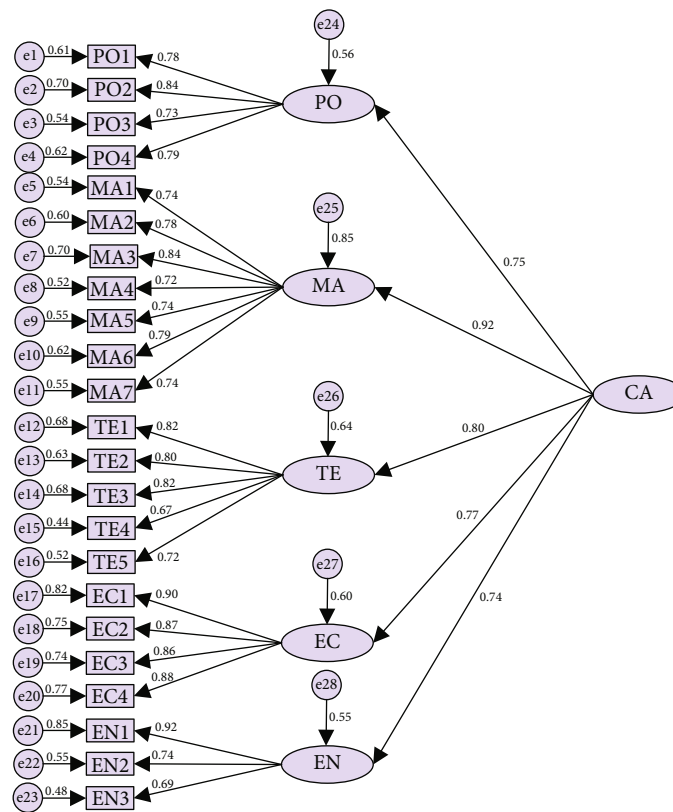 e24
e1 0.61 PO1 0.78 0.56
e2 0.70 PO2 0.84 PO
e3 0.54 PO3 0.73
e4 0.62 PO4 0.79
e5 0.54 MA1 0.74
e6 0.60 MA2 0.78 e25
e7 0.70 MA3 0.84 0.85 0.75
e8 0.52 MA4 0.72 MA
e9 0.55 MA5 0.74 0.92
e10 0.62 MA6 0.79
e11 0.55 MA7 0.74 e26 CA
e12 0.68 TE1 0.82 0.64 0.80
e13 0.63 TE2 0.80 TE
e14 0.68 TE3 0.82
e15 0.44 TE4 0.67 0.77
e16 0.52 TE5 0.72 e27
e17 0.82 EC1 0.90 0.60 0.74
e18 0.75 EC2 0.87 EC
e19 0.74 EC3 0.86
e20 0.77 EC4 0.88 e28
e21 0.85 EN1 0.92 0.55
e22 0.55 EN2 0.74 EN
e23 0.48 EN3 0.69